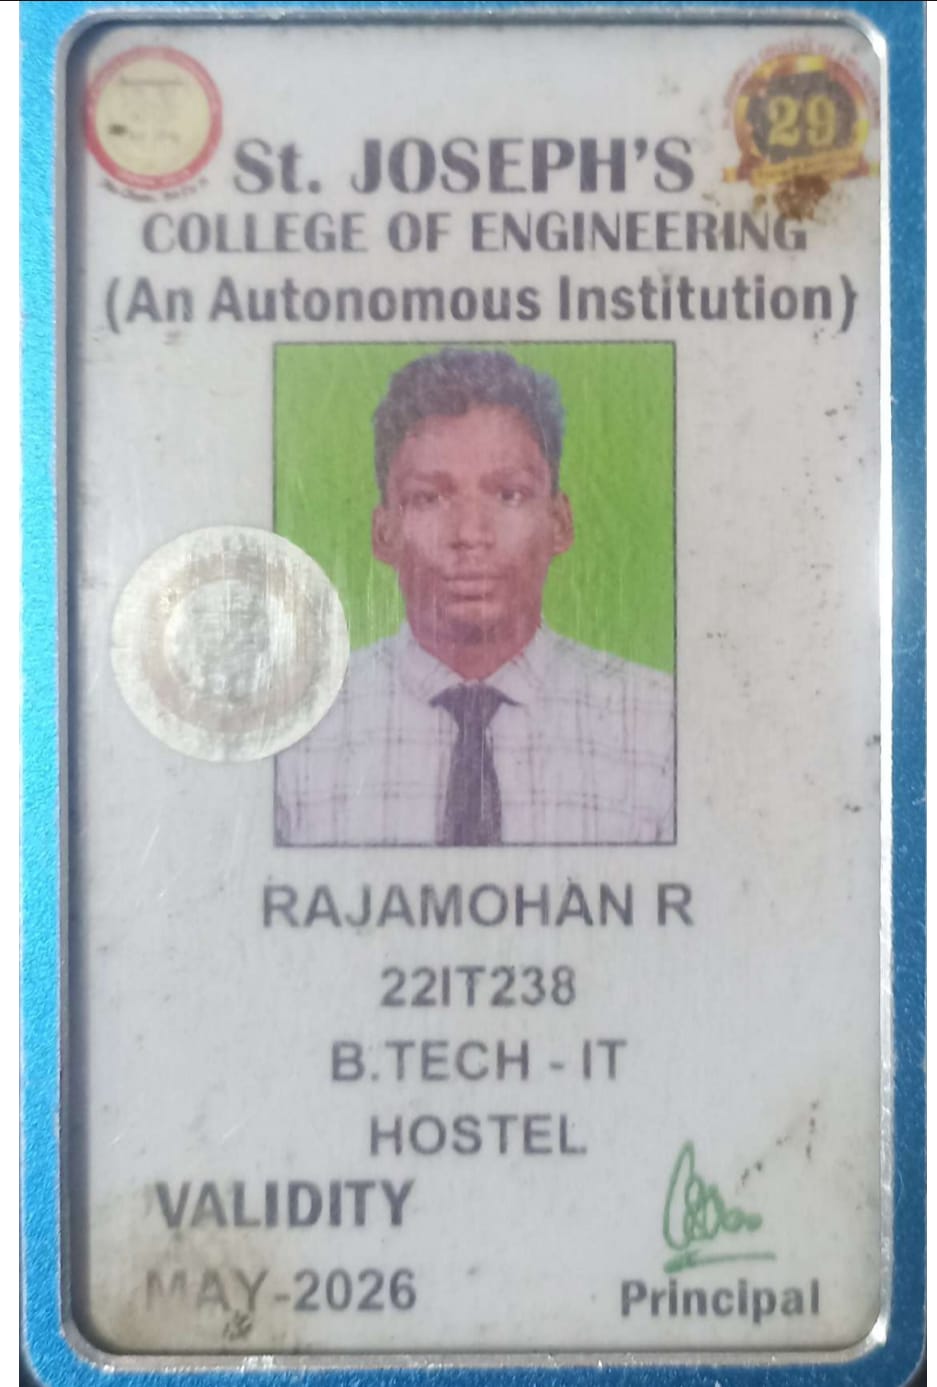 29
St. JOSEPH'S
COLLEGE OF ENGINEERING
(An Autonomous Institution)
RAJAMOHAN R
22IT238
B.TECH - IT
HOSTEL
VALIDITY
MAY-2026
Principal